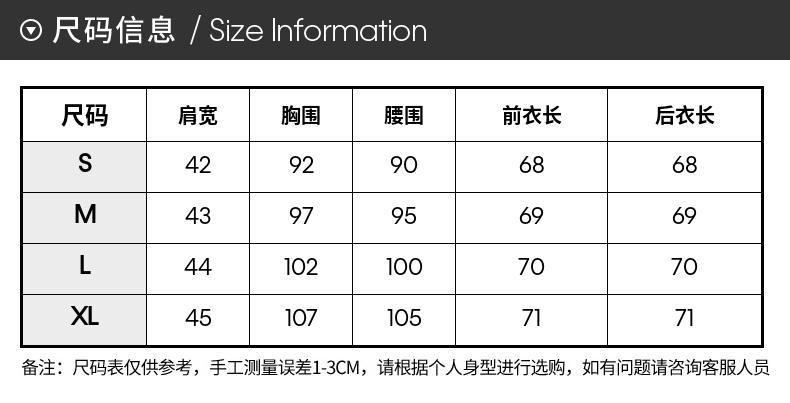 尺码信息 / Size Information
尺码 肩宽 胸围 腰围 前衣长 后衣长
S 42 92 90 68 68
M 43 97 95 69 69
L 44 102 100 70 70
XL 45 107 105 71 71
备注：尺码表仅供参考，手工测量误差1-3CM，请根据个人身型进行选购，如有问题请咨询客服人员